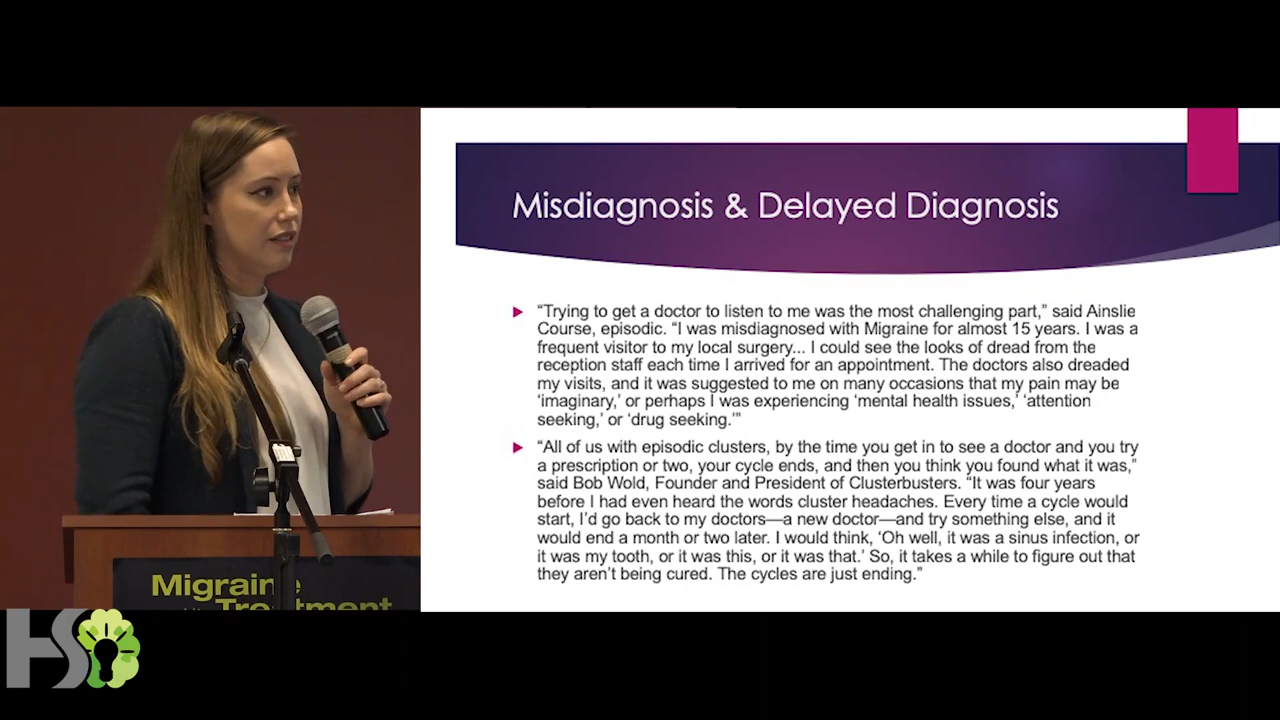 Misdiagnosis & Delayed Diagnosis
“Trying to get a doctor to listen to me was the most challenging part,” said Ainslie
Course, episodic. “I was misdiagnosed with Migraine for almost 15 years. I was a
frequent visitor to my local surgery... I could see the looks of dread from the
reception staff each time I arrived for an appointment. The doctors also dreaded
my visits, and it was suggested to me on many occasions that my pain may be
‘imaginary,’ or perhaps I was experiencing ‘mental health issues,’ ‘attention
seeking,’ or ‘drug seeking.’”
“All of us with episodic clusters, by the time you get in to see a doctor and you try
a prescription or two, your cycle ends, and then you think you found what it was,”
said Bob Wold, Founder and President of Clusterbusters. “It was four years
before I had even heard the words cluster headaches. Every time a cycle would
start, I’d go back to my doctors—a new doctor—and try something else, and it
would end a month or two later. I would think, ‘Oh well, it was a sinus infection, or
it was my tooth, or it was this, or it was that.’ So, it takes a while to figure out that
they aren’t being cured. The cycles are just ending.”
Migraine
Treatment
HS